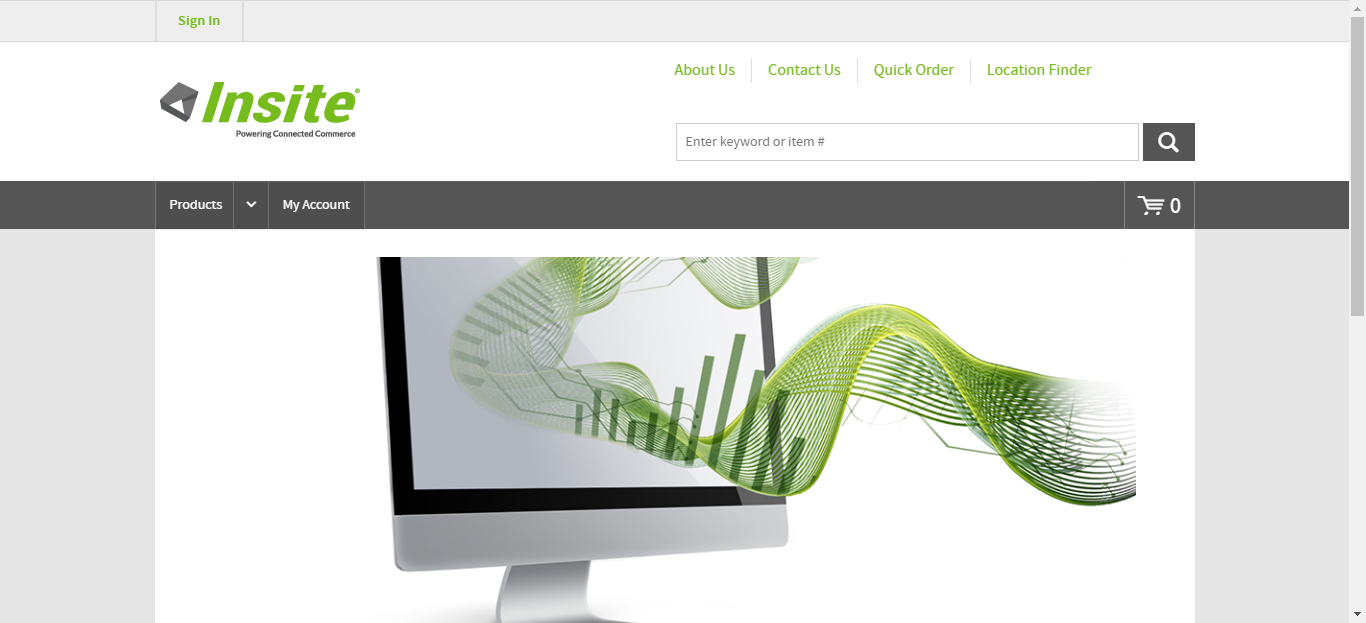 Sign In
About Us
Contact Us
Quick Order
Location Finder
Insite
Powering Connected Commerce
Enter keyword or item #
Products
My Account
0